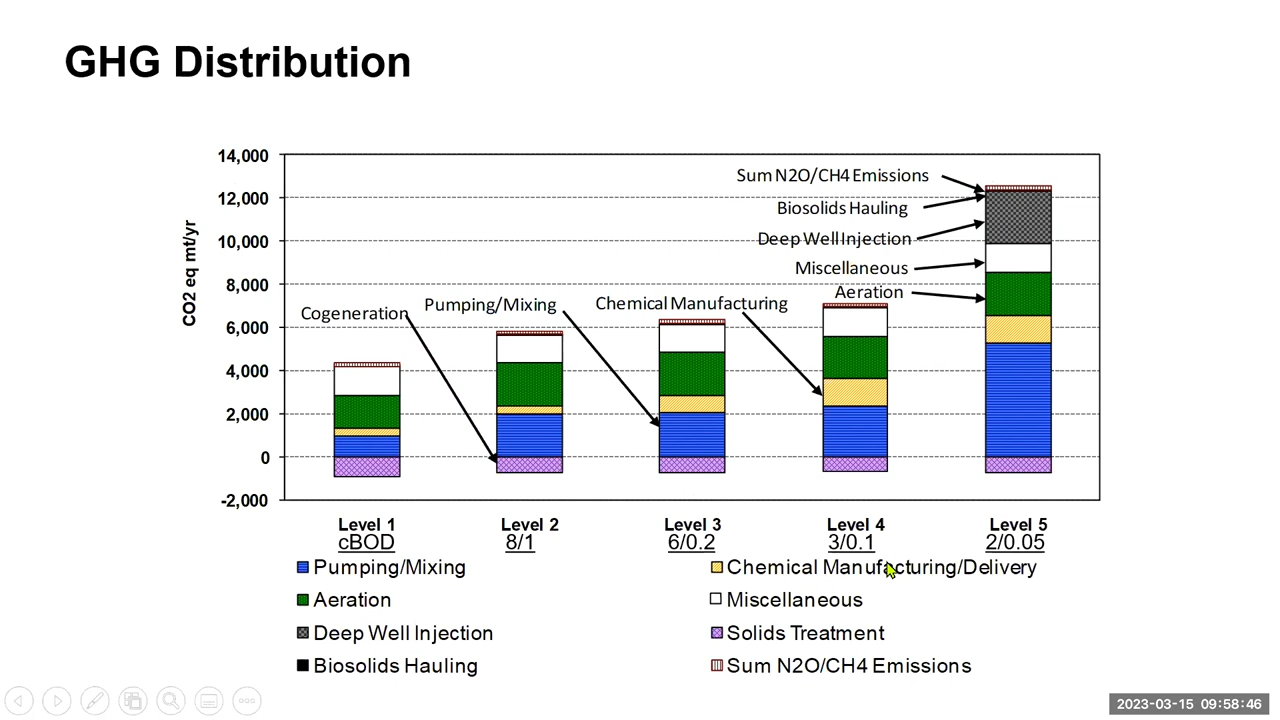 GHG Distribution
14,000
12,000
10,000
8,000
6,000
4,000
2,000
0
-2,000
CO2 eq mt/yr
Sum N2O/CH4 Emissions
Biosolids Hauling
Deep Well Injection
Miscellaneous
Aeration
Cogeneration
Pumping/Mixing
Chemical Manufacturing
Level 1 Level 2 Level 3 Level 4 Level 5
cBOD 8/1 6/0.2 3/0.1 2/0.05
Pumping/Mixing Chemical Manufacturing/Delivery
Aeration Miscellaneous
Deep Well Injection Solids Treatment
Biosolids Hauling Sum N2O/CH4 Emissions
2023-03-15 09:58:46